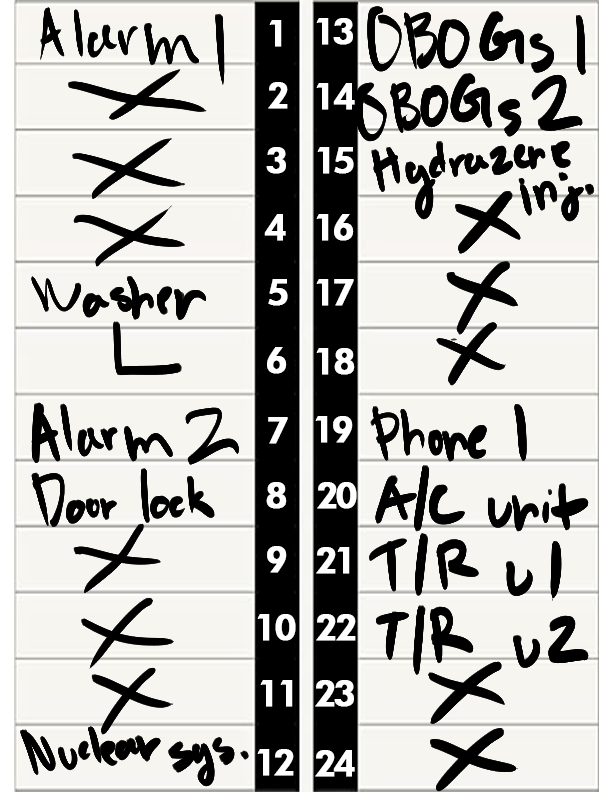 Alarm 1 1
X 2
X 3
X 4
Washer 5
L 6
Alarm 2 7
Door lock 8
X 9
X 10
X 11
Nuclear sys. 12
13 OBOGs 1
14 OBOGs 2
15 Hydrazene inj.
16 X
17 X
18 X
19 Phone 1
20 A/C unit
21 T/R u1
22 T/R u2
23 X
24 X